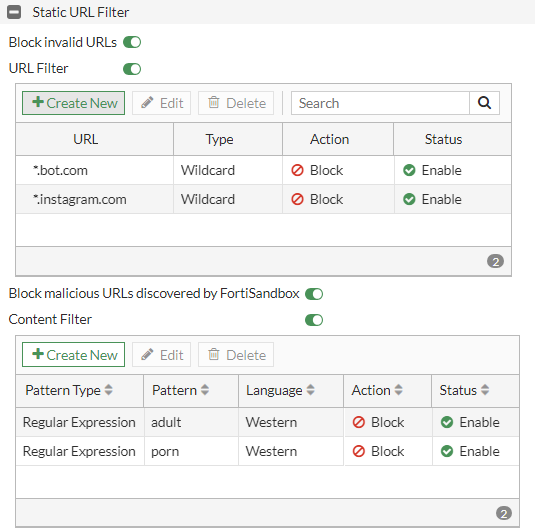 Static URL Filter
Block invalid URLs
URL Filter
Create New Edit Delete Search
URL Type Action Status
*.bot.com Wildcard Block Enable
*.instagram.com Wildcard Block Enable
2
Block malicious URLs discovered by FortiSandbox
Content Filter
Create New Edit Delete
Pattern Type Pattern Language Action Status
Regular Expression adult Western Block Enable
Regular Expression porn Western Block Enable
2